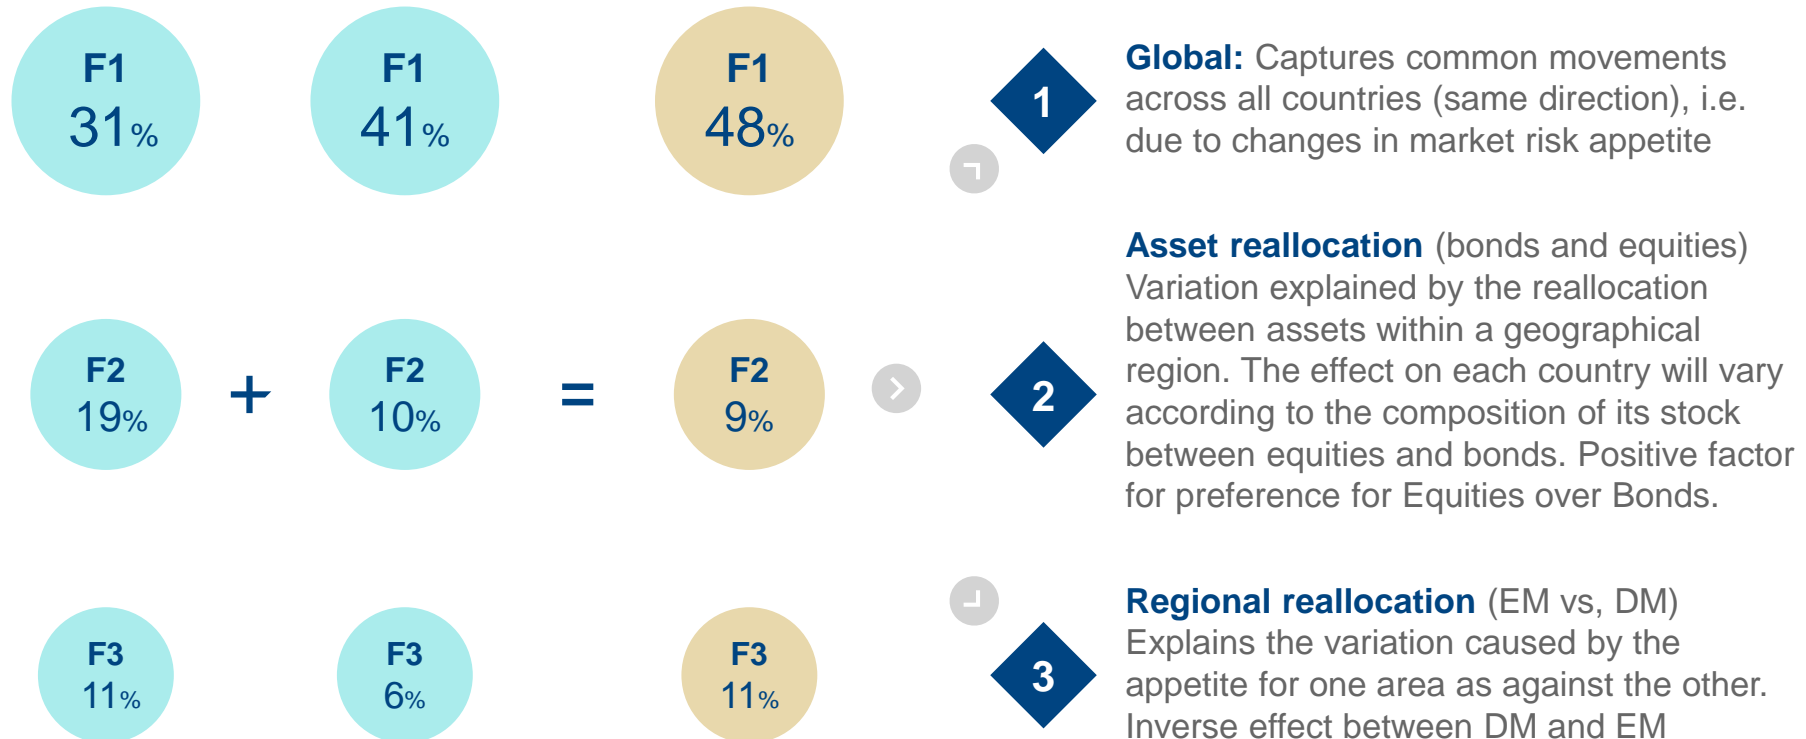 F1
31%
F1
41%
F1
48%
1
Global: Captures common movements
across all countries (same direction), i.e.
due to changes in market risk appetite
F2
19%
+
F2
10%
=
F2
9%
2
Asset reallocation (bonds and equities)
Variation explained by the reallocation
between assets within a geographical
region. The effect on each country will vary
according to the composition of its stock
between equities and bonds. Positive factor
for preference for Equities over Bonds.
F3
11%
F3
6%
F3
11%
3
Regional reallocation (EM vs, DM)
Explains the variation caused by the
appetite for one area as against the other.
Inverse effect between DM and EM